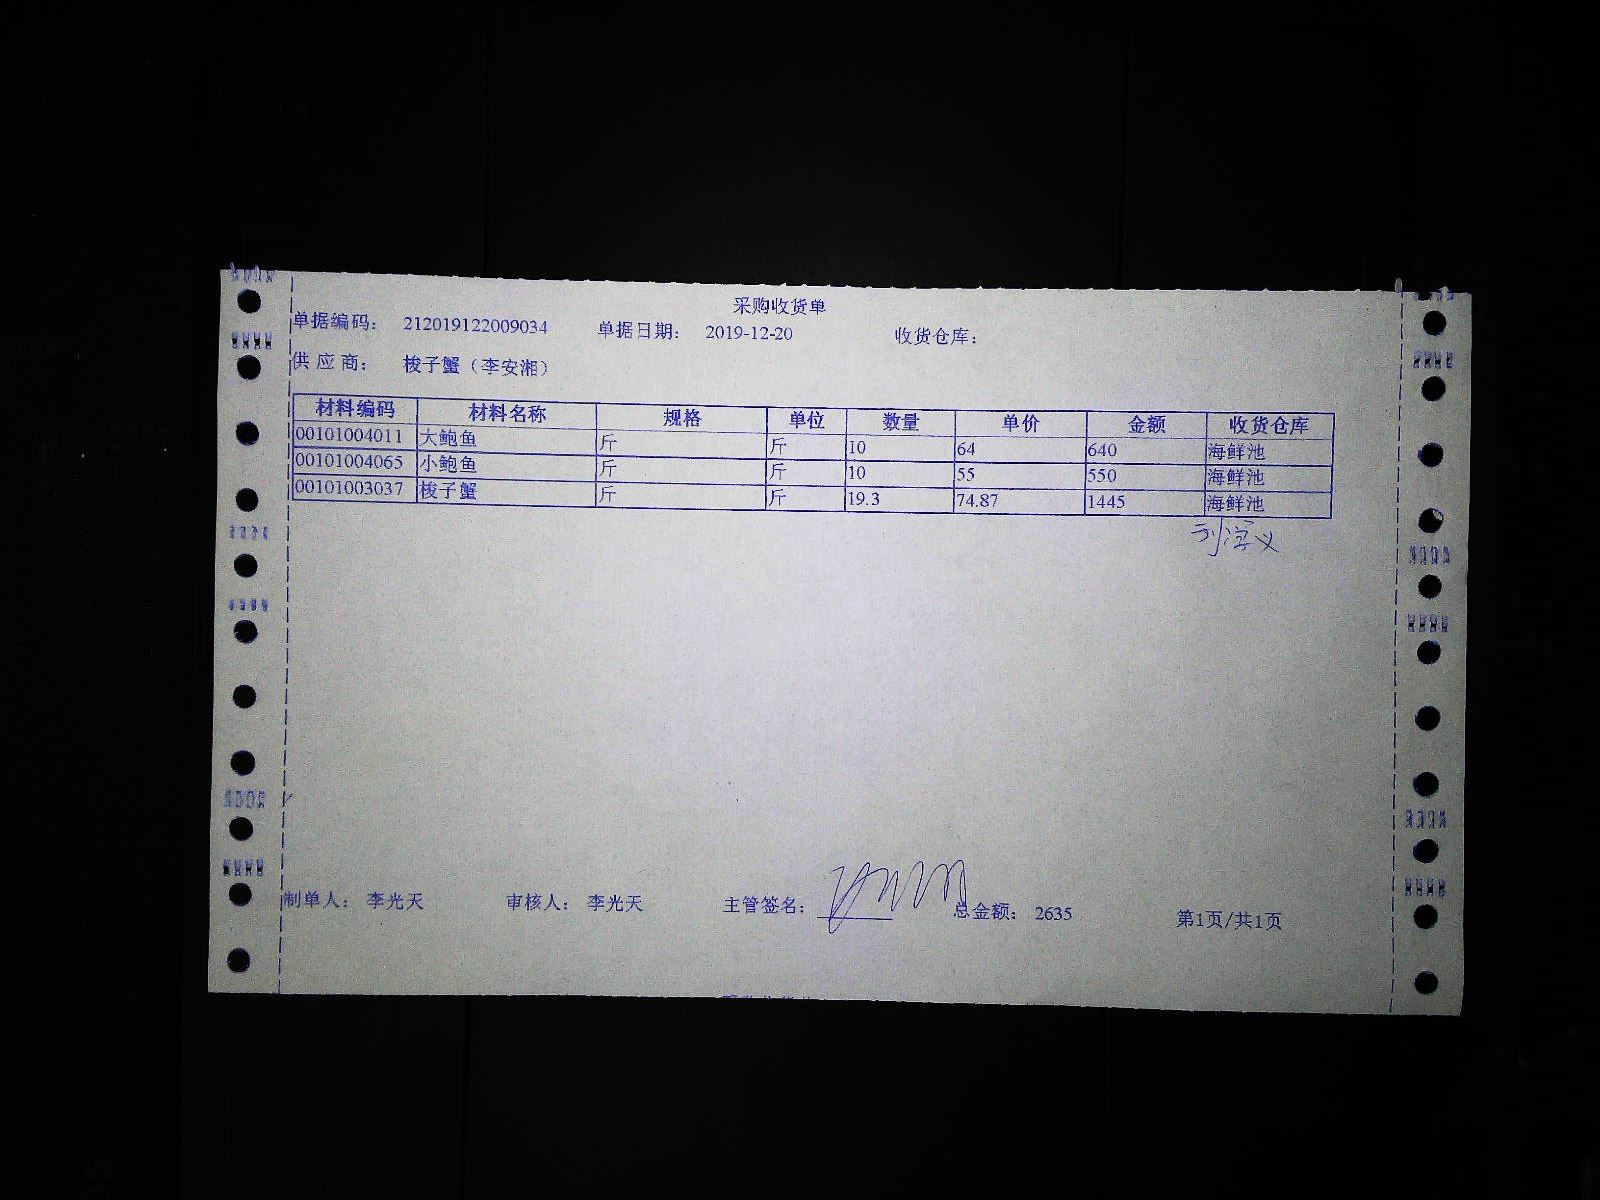 采购收货单
单据编码： 212019122009034 单据日期： 2019-12-20 收货仓库：
供 应 商： 梭子蟹（李安湘）
材料编码 材料名称 规格 单位 数量 单价 金额 收货仓库
00101004011 大鲍鱼 斤 斤 10 64 640 海鲜池
00101004065 小鲍鱼 斤 斤 10 55 550 海鲜池
00101003037 梭子蟹 斤 斤 19.3 74.87 1445 海鲜池
制单人： 李光天 审核人： 李光天 主管签名： 总金额： 2635 第1页/共1页